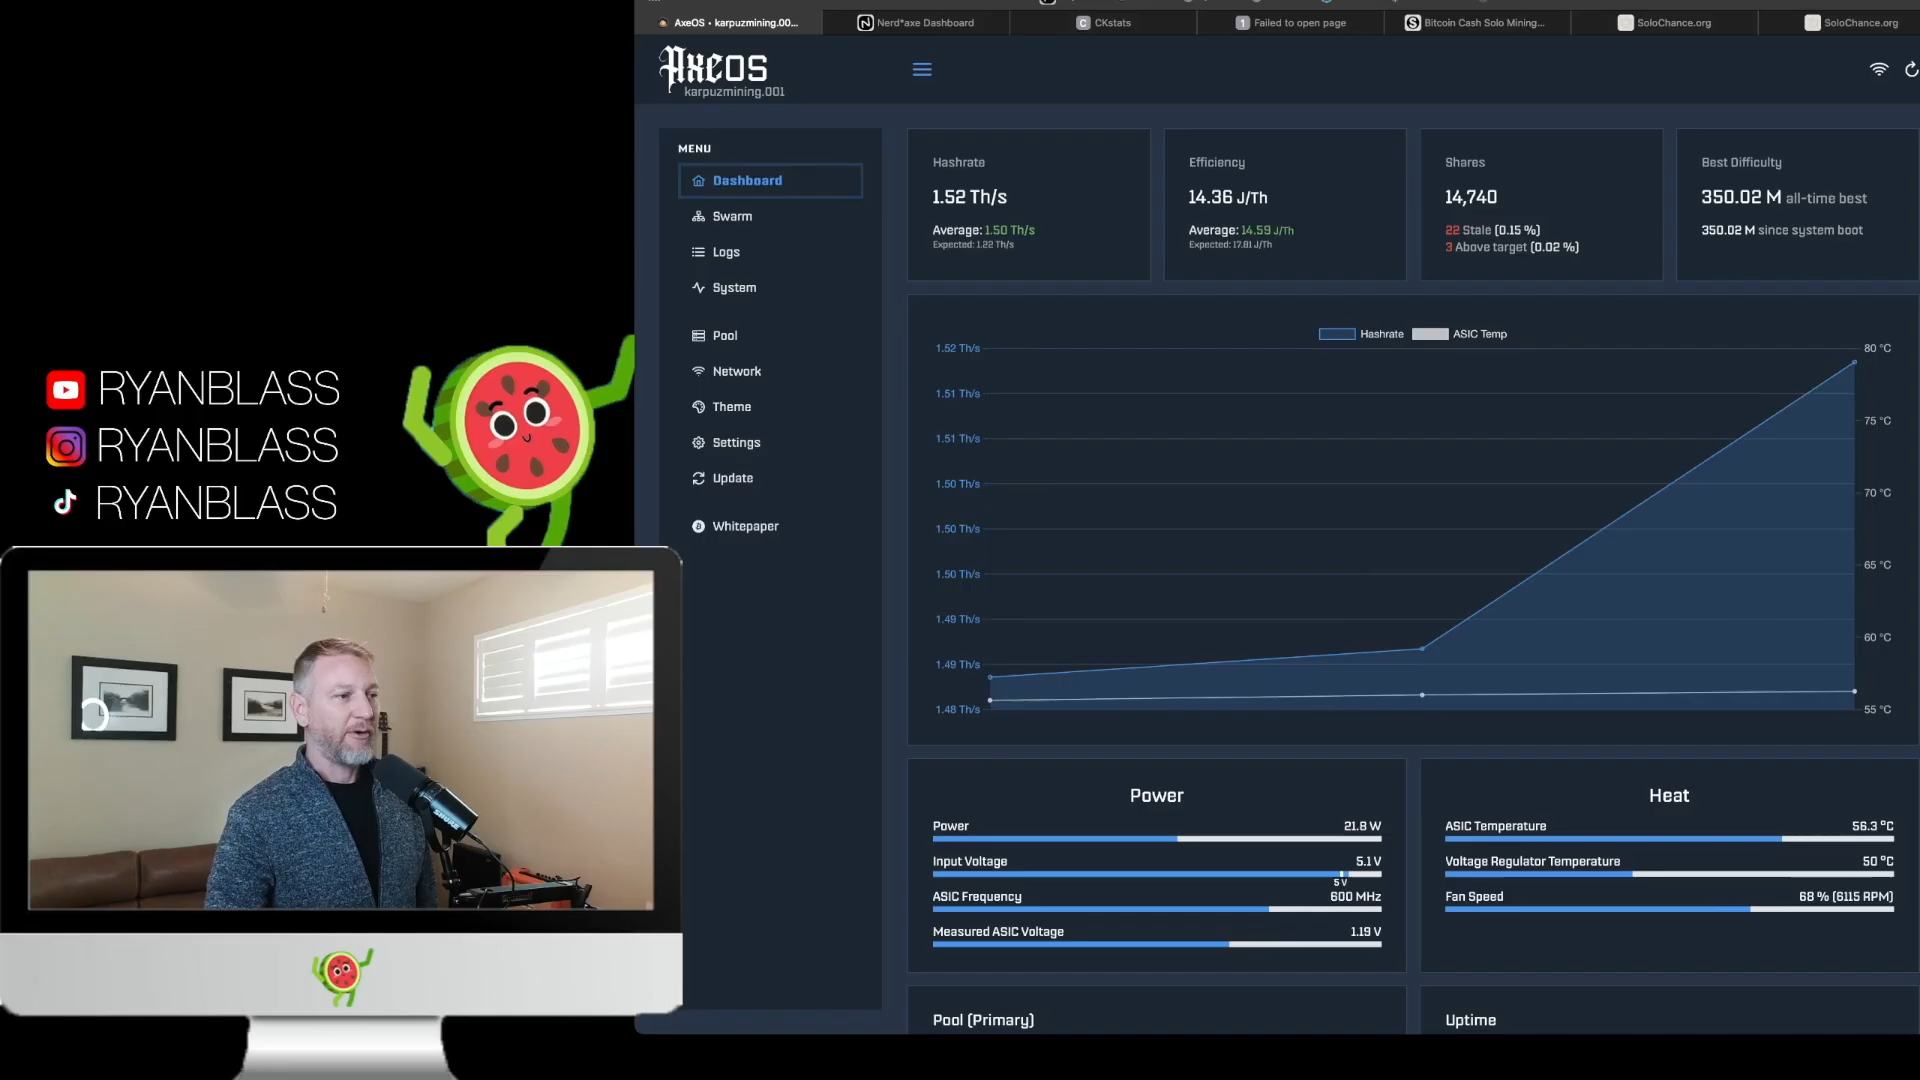 AxeOS • karpuzmining.00...
Nerd*axe Dashboard
C CKstats
1 Failed to open page
Bitcoin Cash Solo Mining...
SoloChance.org
SoloChance.org
AxeOS
karpuzmining.001
MENU
Dashboard
Swarm
Logs
System
Pool
Network
Theme
Settings
Update
Whitepaper
Hashrate
1.52 Th/s
Average: 1.50 Th/s
Expected: 1.22 Th/s
Efficiency
14.36 J/Th
Average: 14.59 J/Th
Expected: 17.81 J/Th
Shares
14,740
22 Stale (0.15 %)
3 Above target (0.02 %)
Best Difficulty
350.02 M all-time best
350.02 M since system boot
Hashrate
ASIC Temp
1.52 Th/s
1.51 Th/s
1.51 Th/s
1.50 Th/s
1.50 Th/s
1.50 Th/s
1.49 Th/s
1.49 Th/s
1.48 Th/s
80 °C
75 °C
70 °C
65 °C
60 °C
55 °C
Power
Power 21.8 W
Input Voltage 5.1 V
5 V
ASIC Frequency 600 MHz
Measured ASIC Voltage 1.19 V
Heat
ASIC Temperature 56.3 °C
Voltage Regulator Temperature 50 °C
Fan Speed 68 % (6115 RPM)
Pool (Primary)
Uptime
RYANBLASS
RYANBLASS
RYANBLASS
SHURE